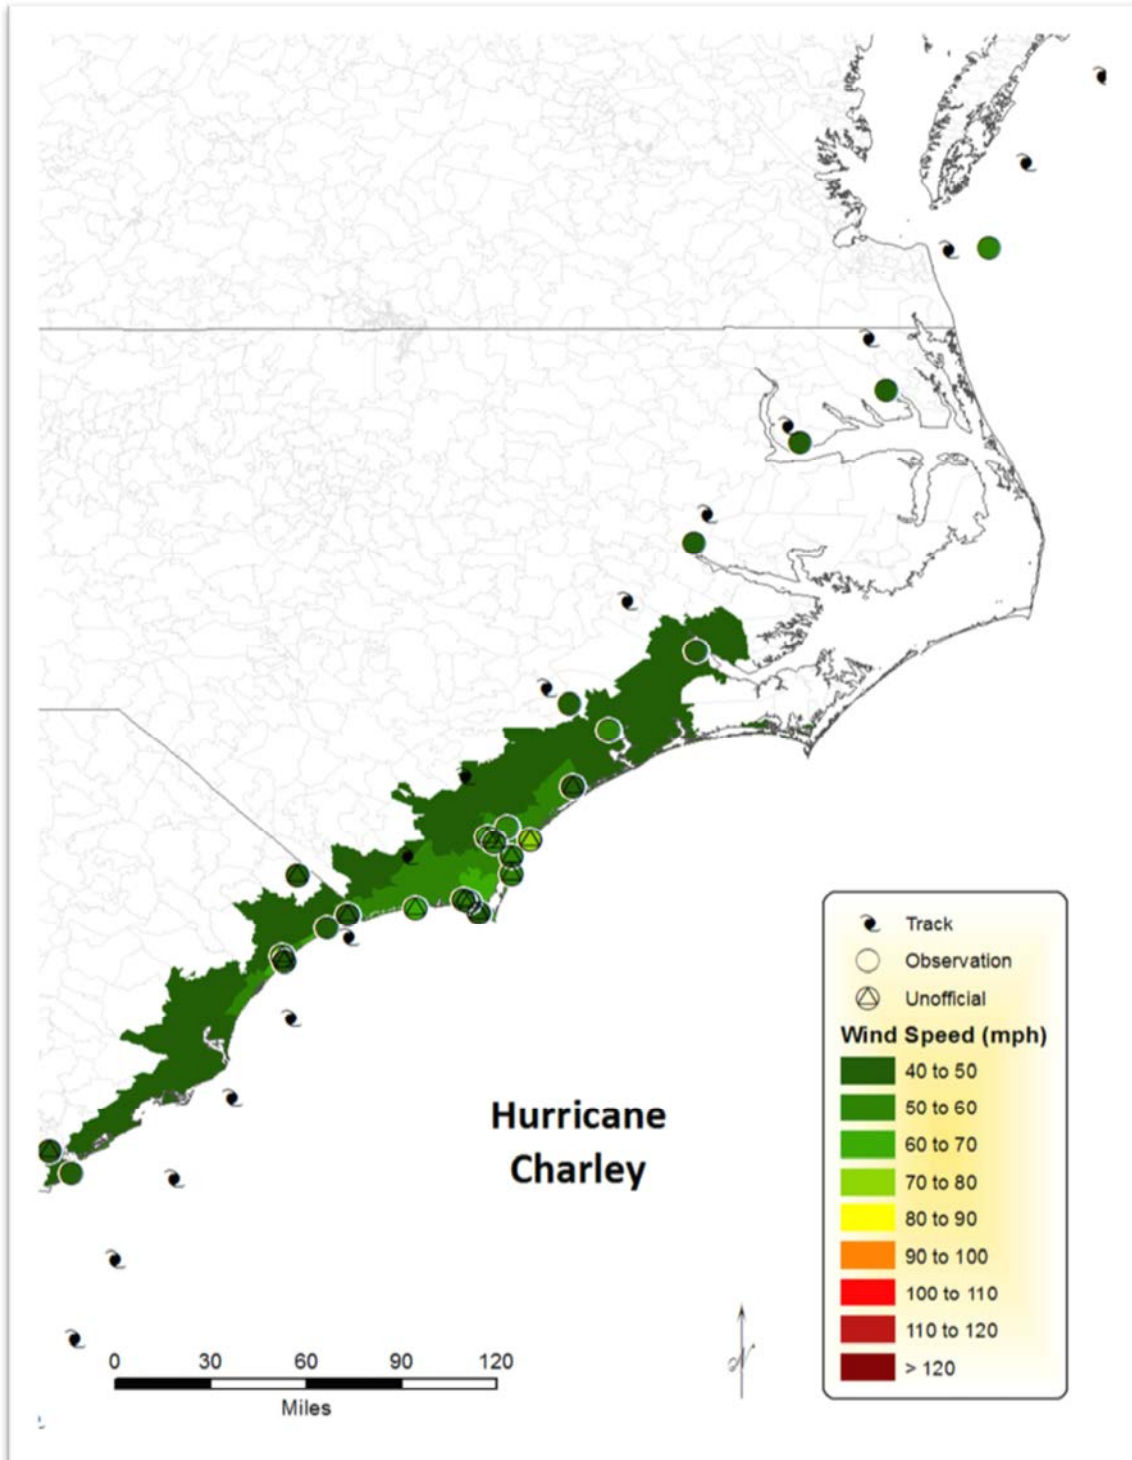 Hurricane
Charley
Track
Observation
Unofficial
Wind Speed (mph)
40 to 50
50 to 60
60 to 70
70 to 80
80 to 90
90 to 100
100 to 110
110 to 120
> 120
0 30 60 90 120
Miles